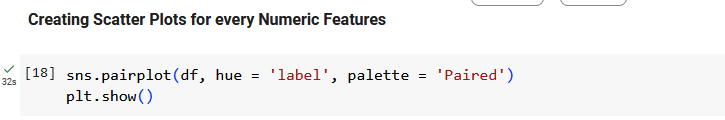 Creating Scatter Plots for every Numeric Features
[18] sns.pairplot(df, hue = 'label', palette = 'Paired')
32s
plt.show()